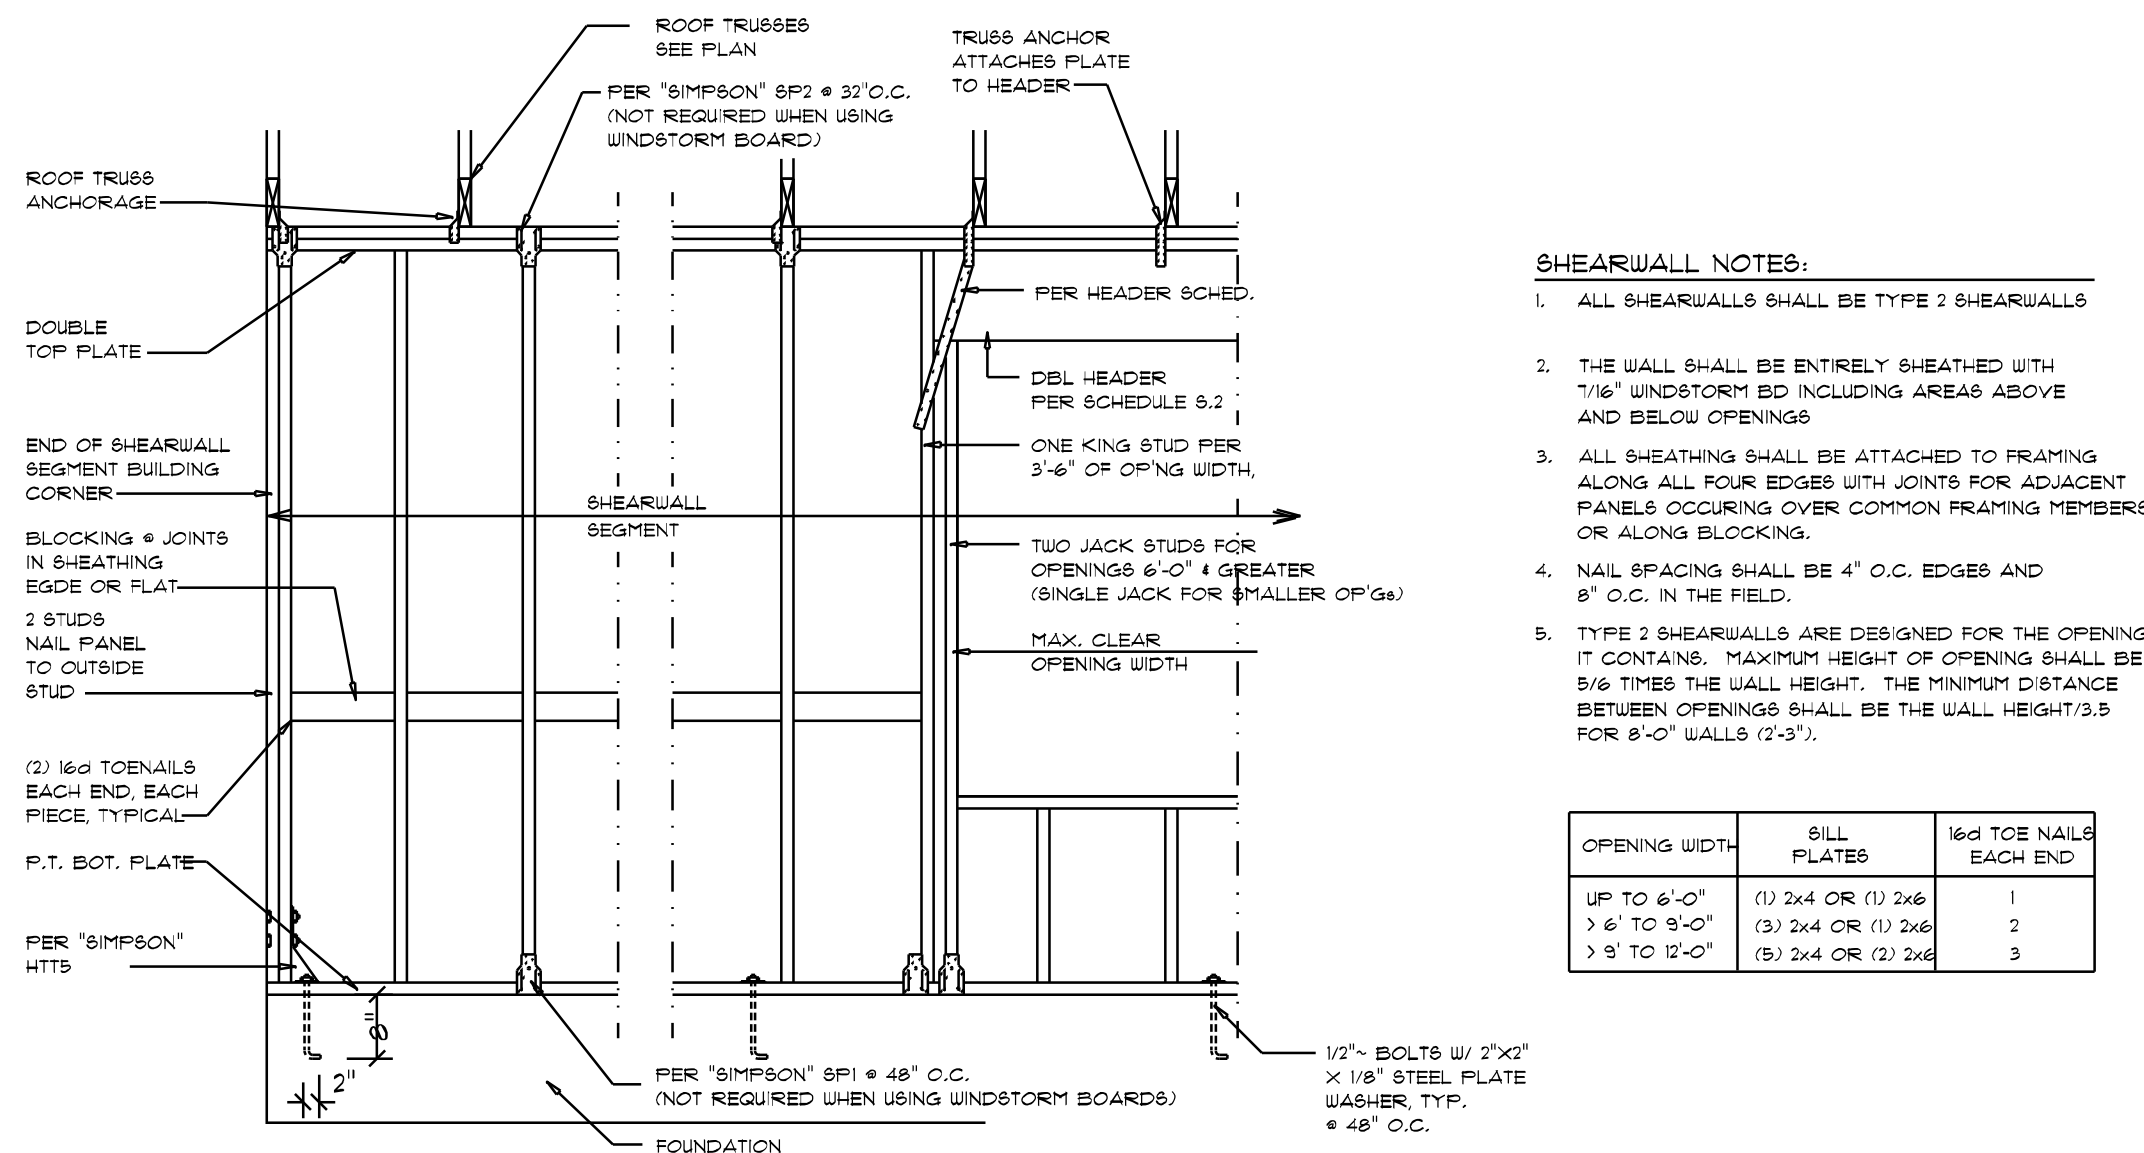 ROOF TRUSSES
SEE PLAN
TRUSS ANCHOR
ATTACHES PLATE
TO HEADER
PER "SIMPSON" SP2 @ 32"O.C.
(NOT REQUIRED WHEN USING
WINDSTORM BOARD)
ROOF TRUSS
ANCHORAGE
DOUBLE
TOP PLATE
END OF SHEARWALL
SEGMENT BUILDING
CORNER
BLOCKING @ JOINTS
IN SHEATHING
EGDE OR FLAT
2 STUDS
NAIL PANEL
TO OUTSIDE
STUD
(2) 16d TOENAILS
EACH END, EACH
PIECE, TYPICAL
P.T. BOT. PLATE
PER "SIMPSON"
HTT5
SHEARWALL
SEGMENT
PER HEADER SCHED.
DBL HEADER
PER SCHEDULE S.2
ONE KING STUD PER
3'-6" OF OP'NG WIDTH,
TWO JACK STUDS FOR
OPENINGS 6'-0" & GREATER
(SINGLE JACK FOR SMALLER OP'Gs)
MAX. CLEAR
OPENING WIDTH
8"
2"
PER "SIMPSON" SP1 @ 48" O.C.
(NOT REQUIRED WHEN USING WINDSTORM BOARDS)
FOUNDATION
1/2"~ BOLTS W/ 2"X2"
X 1/8" STEEL PLATE
WASHER, TYP.
@ 48" O.C.
SHEARWALL NOTES:
1. ALL SHEARWALLS SHALL BE TYPE 2 SHEARWALLS
2. THE WALL SHALL BE ENTIRELY SHEATHED WITH
7/16" WINDSTORM BD INCLUDING AREAS ABOVE
AND BELOW OPENINGS
3. ALL SHEATHING SHALL BE ATTACHED TO FRAMING
ALONG ALL FOUR EDGES WITH JOINTS FOR ADJACENT
PANELS OCCURING OVER COMMON FRAMING MEMBERS
OR ALONG BLOCKING.
4. NAIL SPACING SHALL BE 4" O.C. EDGES AND
8" O.C. IN THE FIELD.
5. TYPE 2 SHEARWALLS ARE DESIGNED FOR THE OPENING
IT CONTAINS. MAXIMUM HEIGHT OF OPENING SHALL BE
5/6 TIMES THE WALL HEIGHT. THE MINIMUM DISTANCE
BETWEEN OPENINGS SHALL BE THE WALL HEIGHT/3.5
FOR 8'-0" WALLS (2'-3").
OPENING WIDTH
SILL
PLATES
16d TOE NAILS
EACH END
UP TO 6'-0" (1) 2x4 OR (1) 2x6 1
> 6' TO 9'-0" (3) 2x4 OR (1) 2x6 2
> 9' TO 12'-0" (5) 2x4 OR (2) 2x6 3